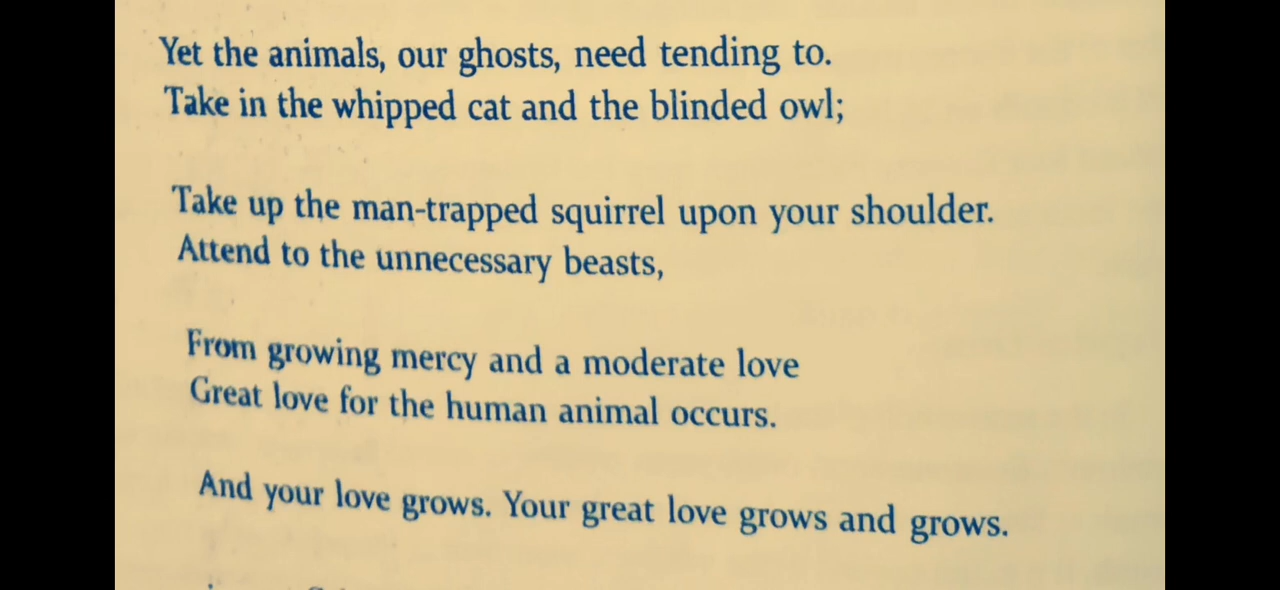 Yet the animals, our ghosts, need tending to.
Take in the whipped cat and the blinded owl;
Take up the man-trapped squirrel upon your shoulder.
Attend to the unnecessary beasts,
From growing mercy and a moderate love
Great love for the human animal occurs.
And your love grows. Your great love grows and grows.